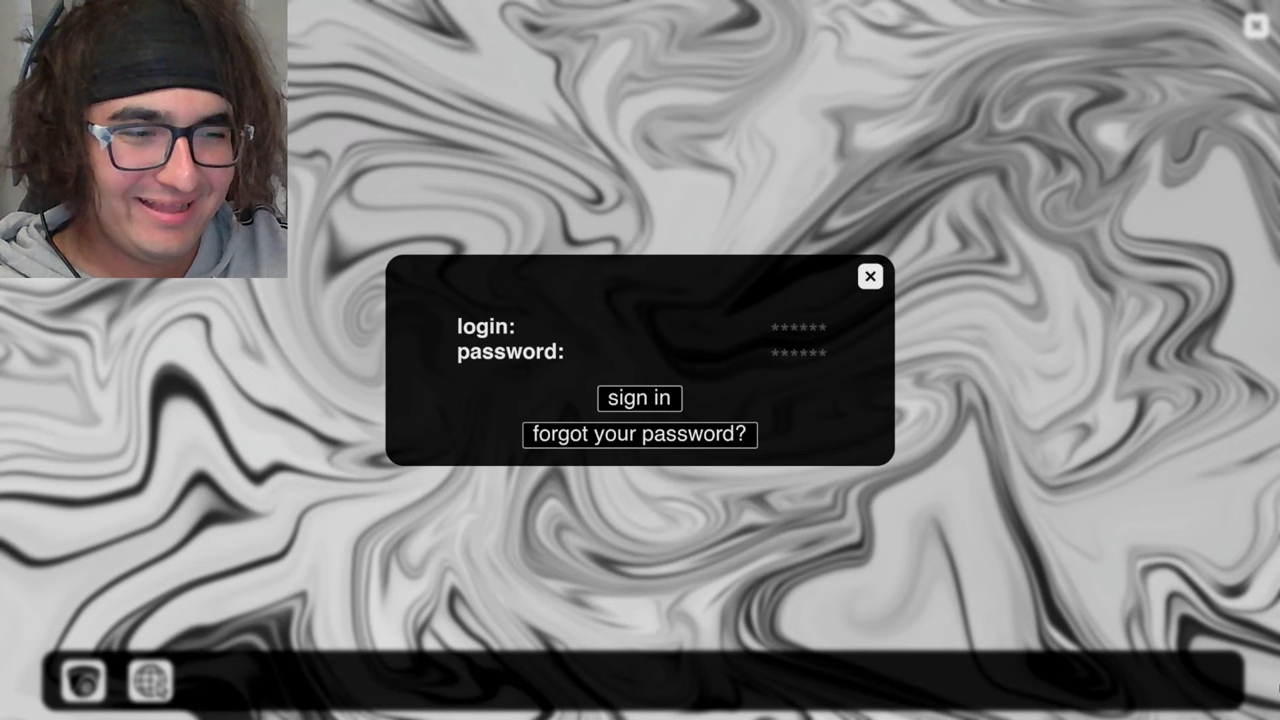 login: ******
password: ******
sign in
forgot your password?